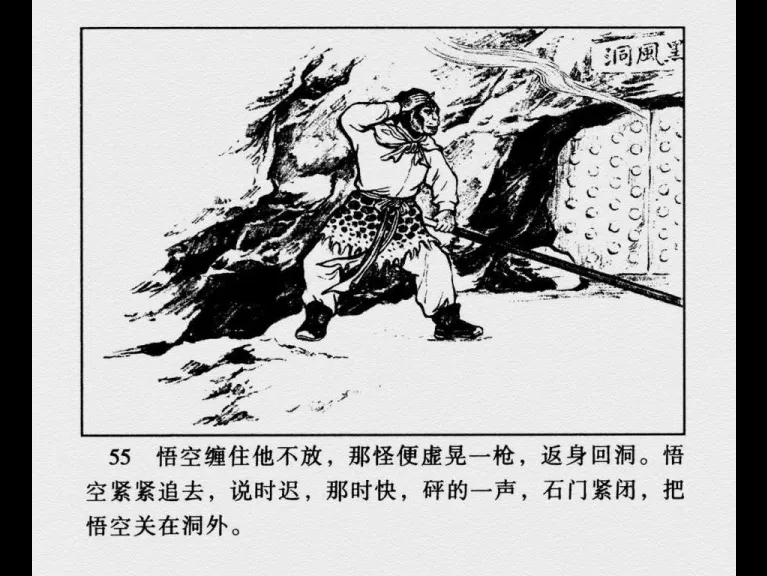 洞風黑
55 悟空缠住他不放，那怪便虚晃一枪，返身回洞。悟
空紧紧追去，说时迟，那时快，砰的一声，石门紧闭，把
悟空关在洞外。